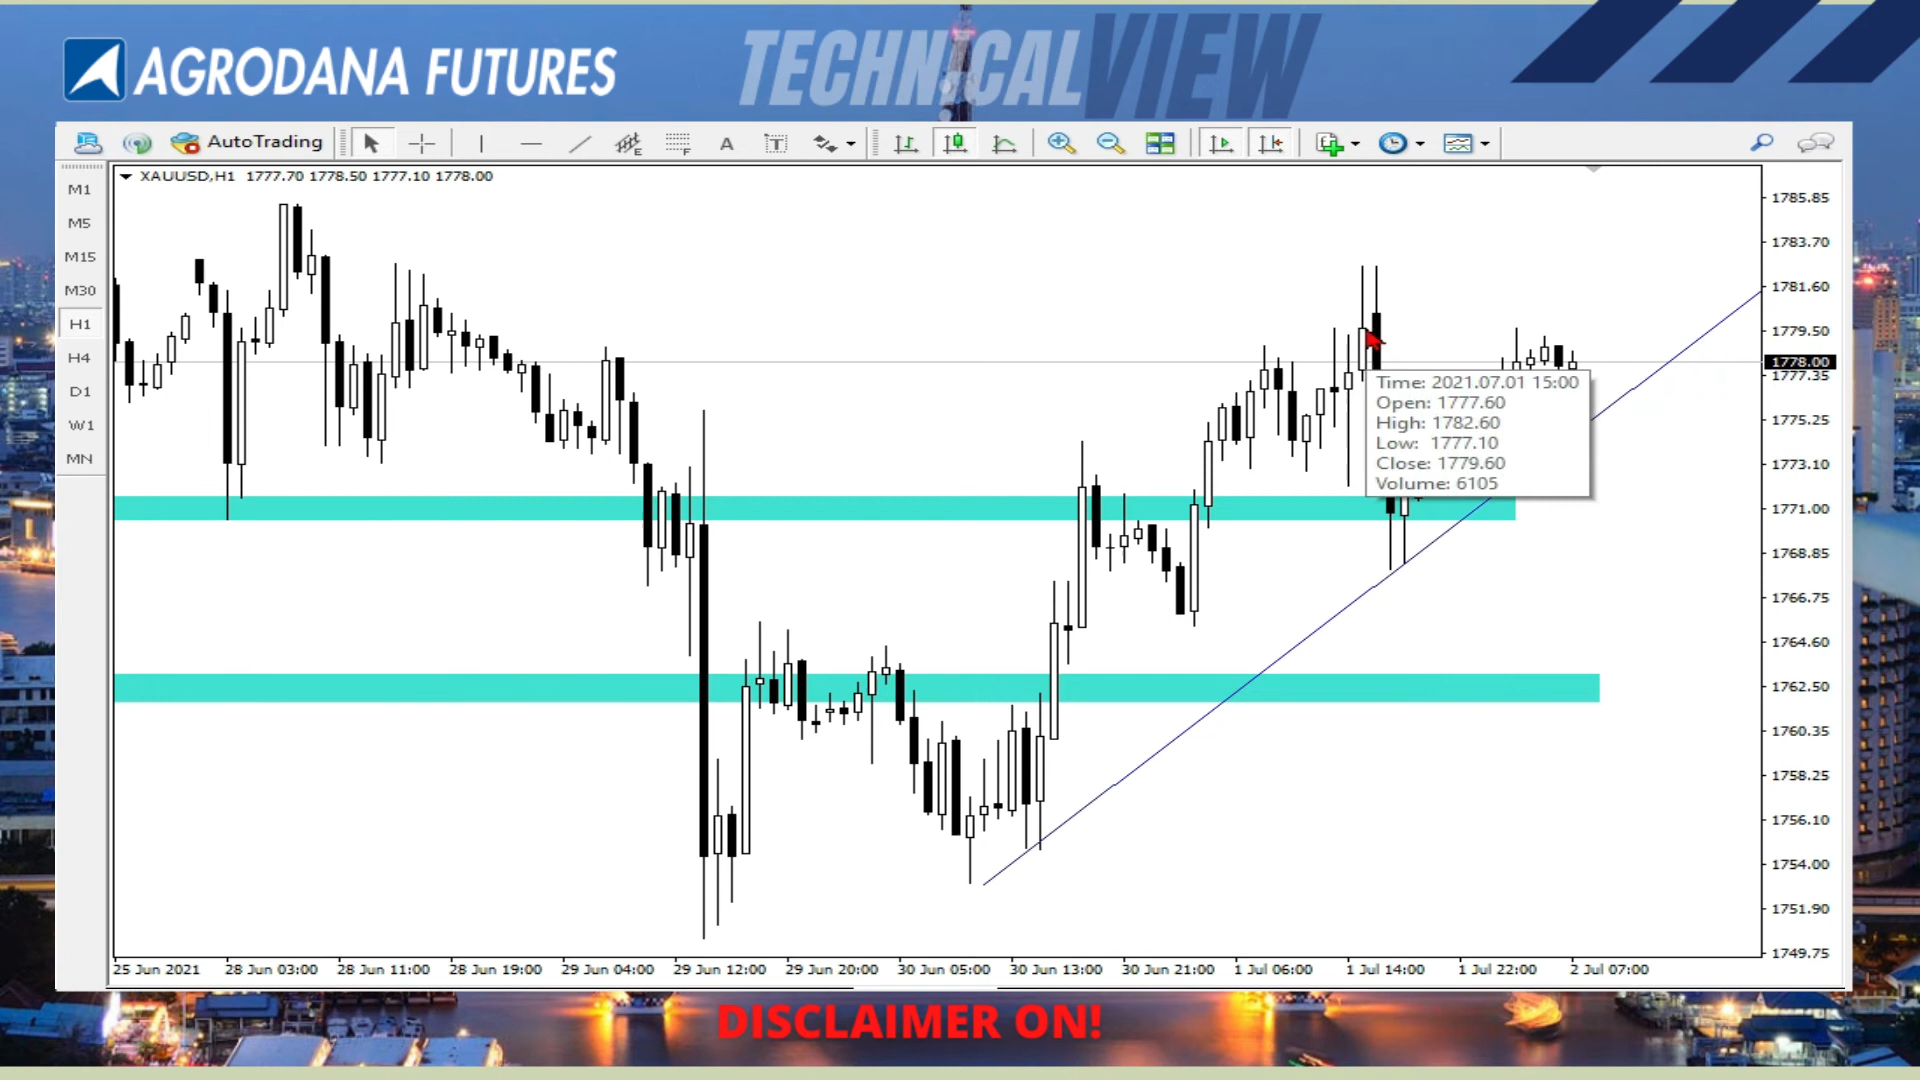 AGRODANA FUTURES
TECHNICALVIEW
AutoTrading
E
F
A
T
M1
M5
M15
M30
H1
H4
D1
W1
MN
XAUUSD,H1 1777.70 1778.50 1777.10 1778.00
1785.85
1783.70
1781.60
1779.50
1778.00
1777.35
1775.25
1773.10
1771.00
1768.85
1766.75
1764.60
1762.50
1760.35
1758.25
1756.10
1754.00
1751.90
1749.75
Time: 2021.07.01 15:00
Open: 1777.60
High: 1782.60
Low: 1777.10
Close: 1779.60
Volume: 6105
25 Jun 2021
28 Jun 03:00
28 Jun 11:00
28 Jun 19:00
29 Jun 04:00
29 Jun 12:00
29 Jun 20:00
30 Jun 05:00
30 Jun 13:00
30 Jun 21:00
1 Jul 06:00
1 Jul 14:00
1 Jul 22:00
2 Jul 07:00
DISCLAIMER ON!